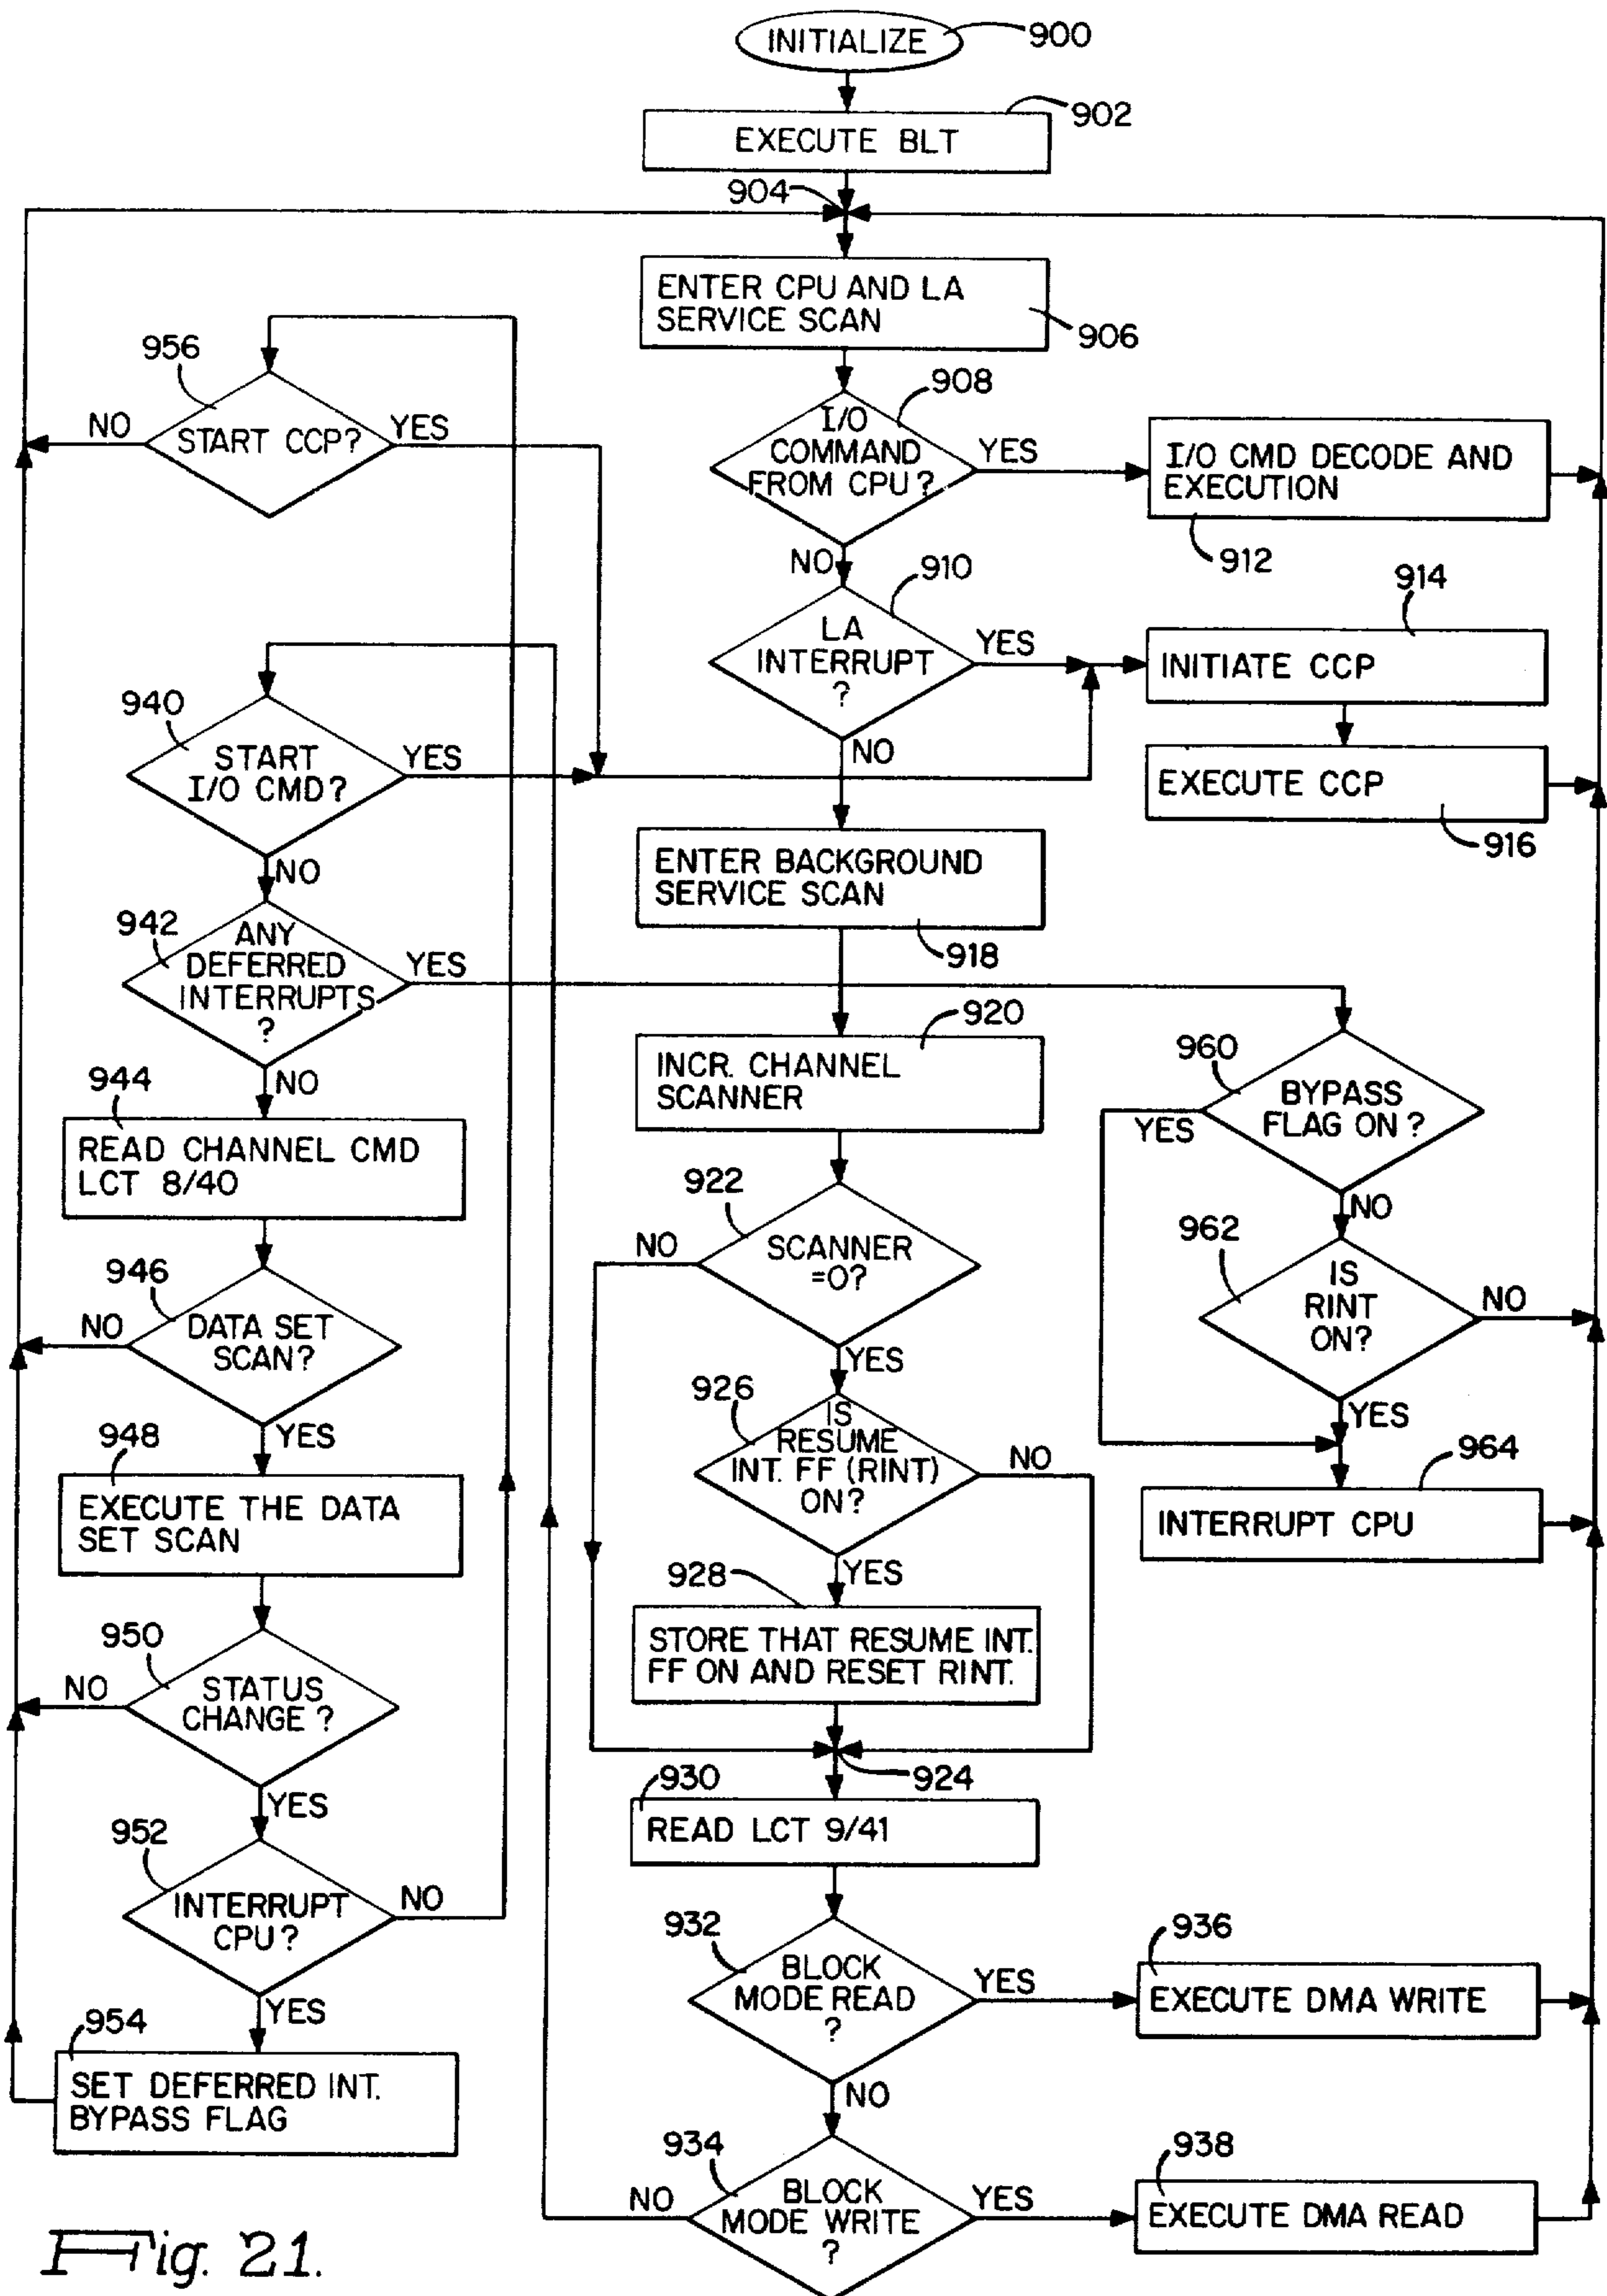 INITIALIZE
900
EXECUTE BLT
902
904
ENTER CPU AND LA
SERVICE SCAN
906
I/O
COMMAND
FROM CPU?
908
YES
NO
I/O CMD DECODE AND
EXECUTION
912
LA
INTERRUPT
?
910
YES
NO
INITIATE CCP
914
EXECUTE CCP
916
ENTER BACKGROUND
SERVICE SCAN
918
INCR. CHANNEL
SCANNER
920
SCANNER
=0?
922
NO
YES
IS
RESUME
INT. FF (RINT)
ON?
926
NO
YES
STORE THAT RESUME INT.
FF ON AND RESET RINT.
928
924
READ LCT 9/41
930
BLOCK
MODE READ
?
932
YES
NO
EXECUTE DMA WRITE
936
BLOCK
MODE WRITE
?
934
NO
YES
EXECUTE DMA READ
938
START CCP?
956
NO
YES
START
I/O CMD?
940
YES
NO
ANY
DEFERRED
INTERRUPTS
?
942
YES
NO
READ CHANNEL CMD
LCT 8/40
944
DATA SET
SCAN?
946
NO
YES
EXECUTE THE DATA
SET SCAN
948
STATUS
CHANGE?
950
NO
YES
INTERRUPT
CPU?
952
NO
YES
SET DEFERRED INT.
BYPASS FLAG
954
BYPASS
FLAG ON?
960
YES
NO
IS
RINT
ON?
962
NO
YES
INTERRUPT CPU
964
Fig. 21.